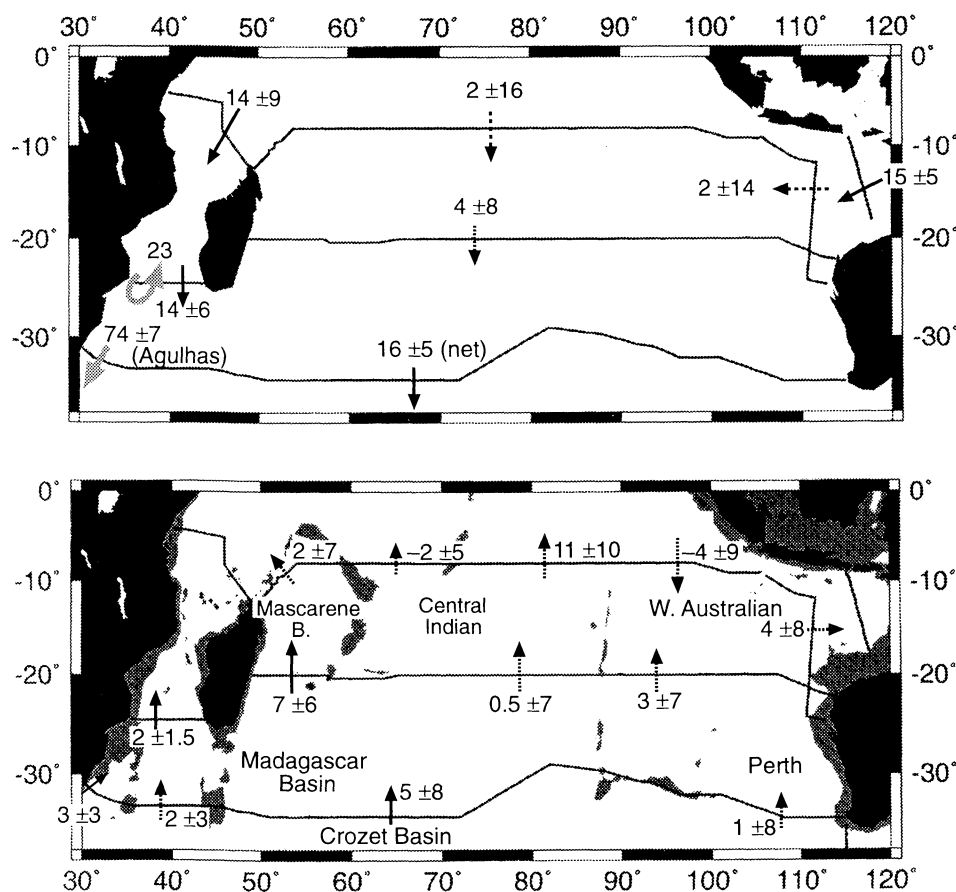 30 40 50 60 70 80 90 100 110 120
0° 0°
14 ±9
2 ±16
-10° -10°
2 ±14
15 ±5
4 ±8
-20° -20°
23
14 ±6
-30° -30°
74 ±7
(Agulhas)
16 ±5 (net)
0° 0°
2 ±7
–2 ±5
11 ±10
–4 ±9
-10° -10°
Mascarene
B.
Central
Indian
W. Australian
4 ±8
-20° -20°
7 ±6
0.5 ±7
3 ±7
2 ±1.5
Madagascar
Basin
Perth
-30° -30°
3 ±3
2 ±3
5 ±8
1 ±8
Crozet Basin
30° 40° 50° 60° 70° 80° 90° 100° 110° 120°